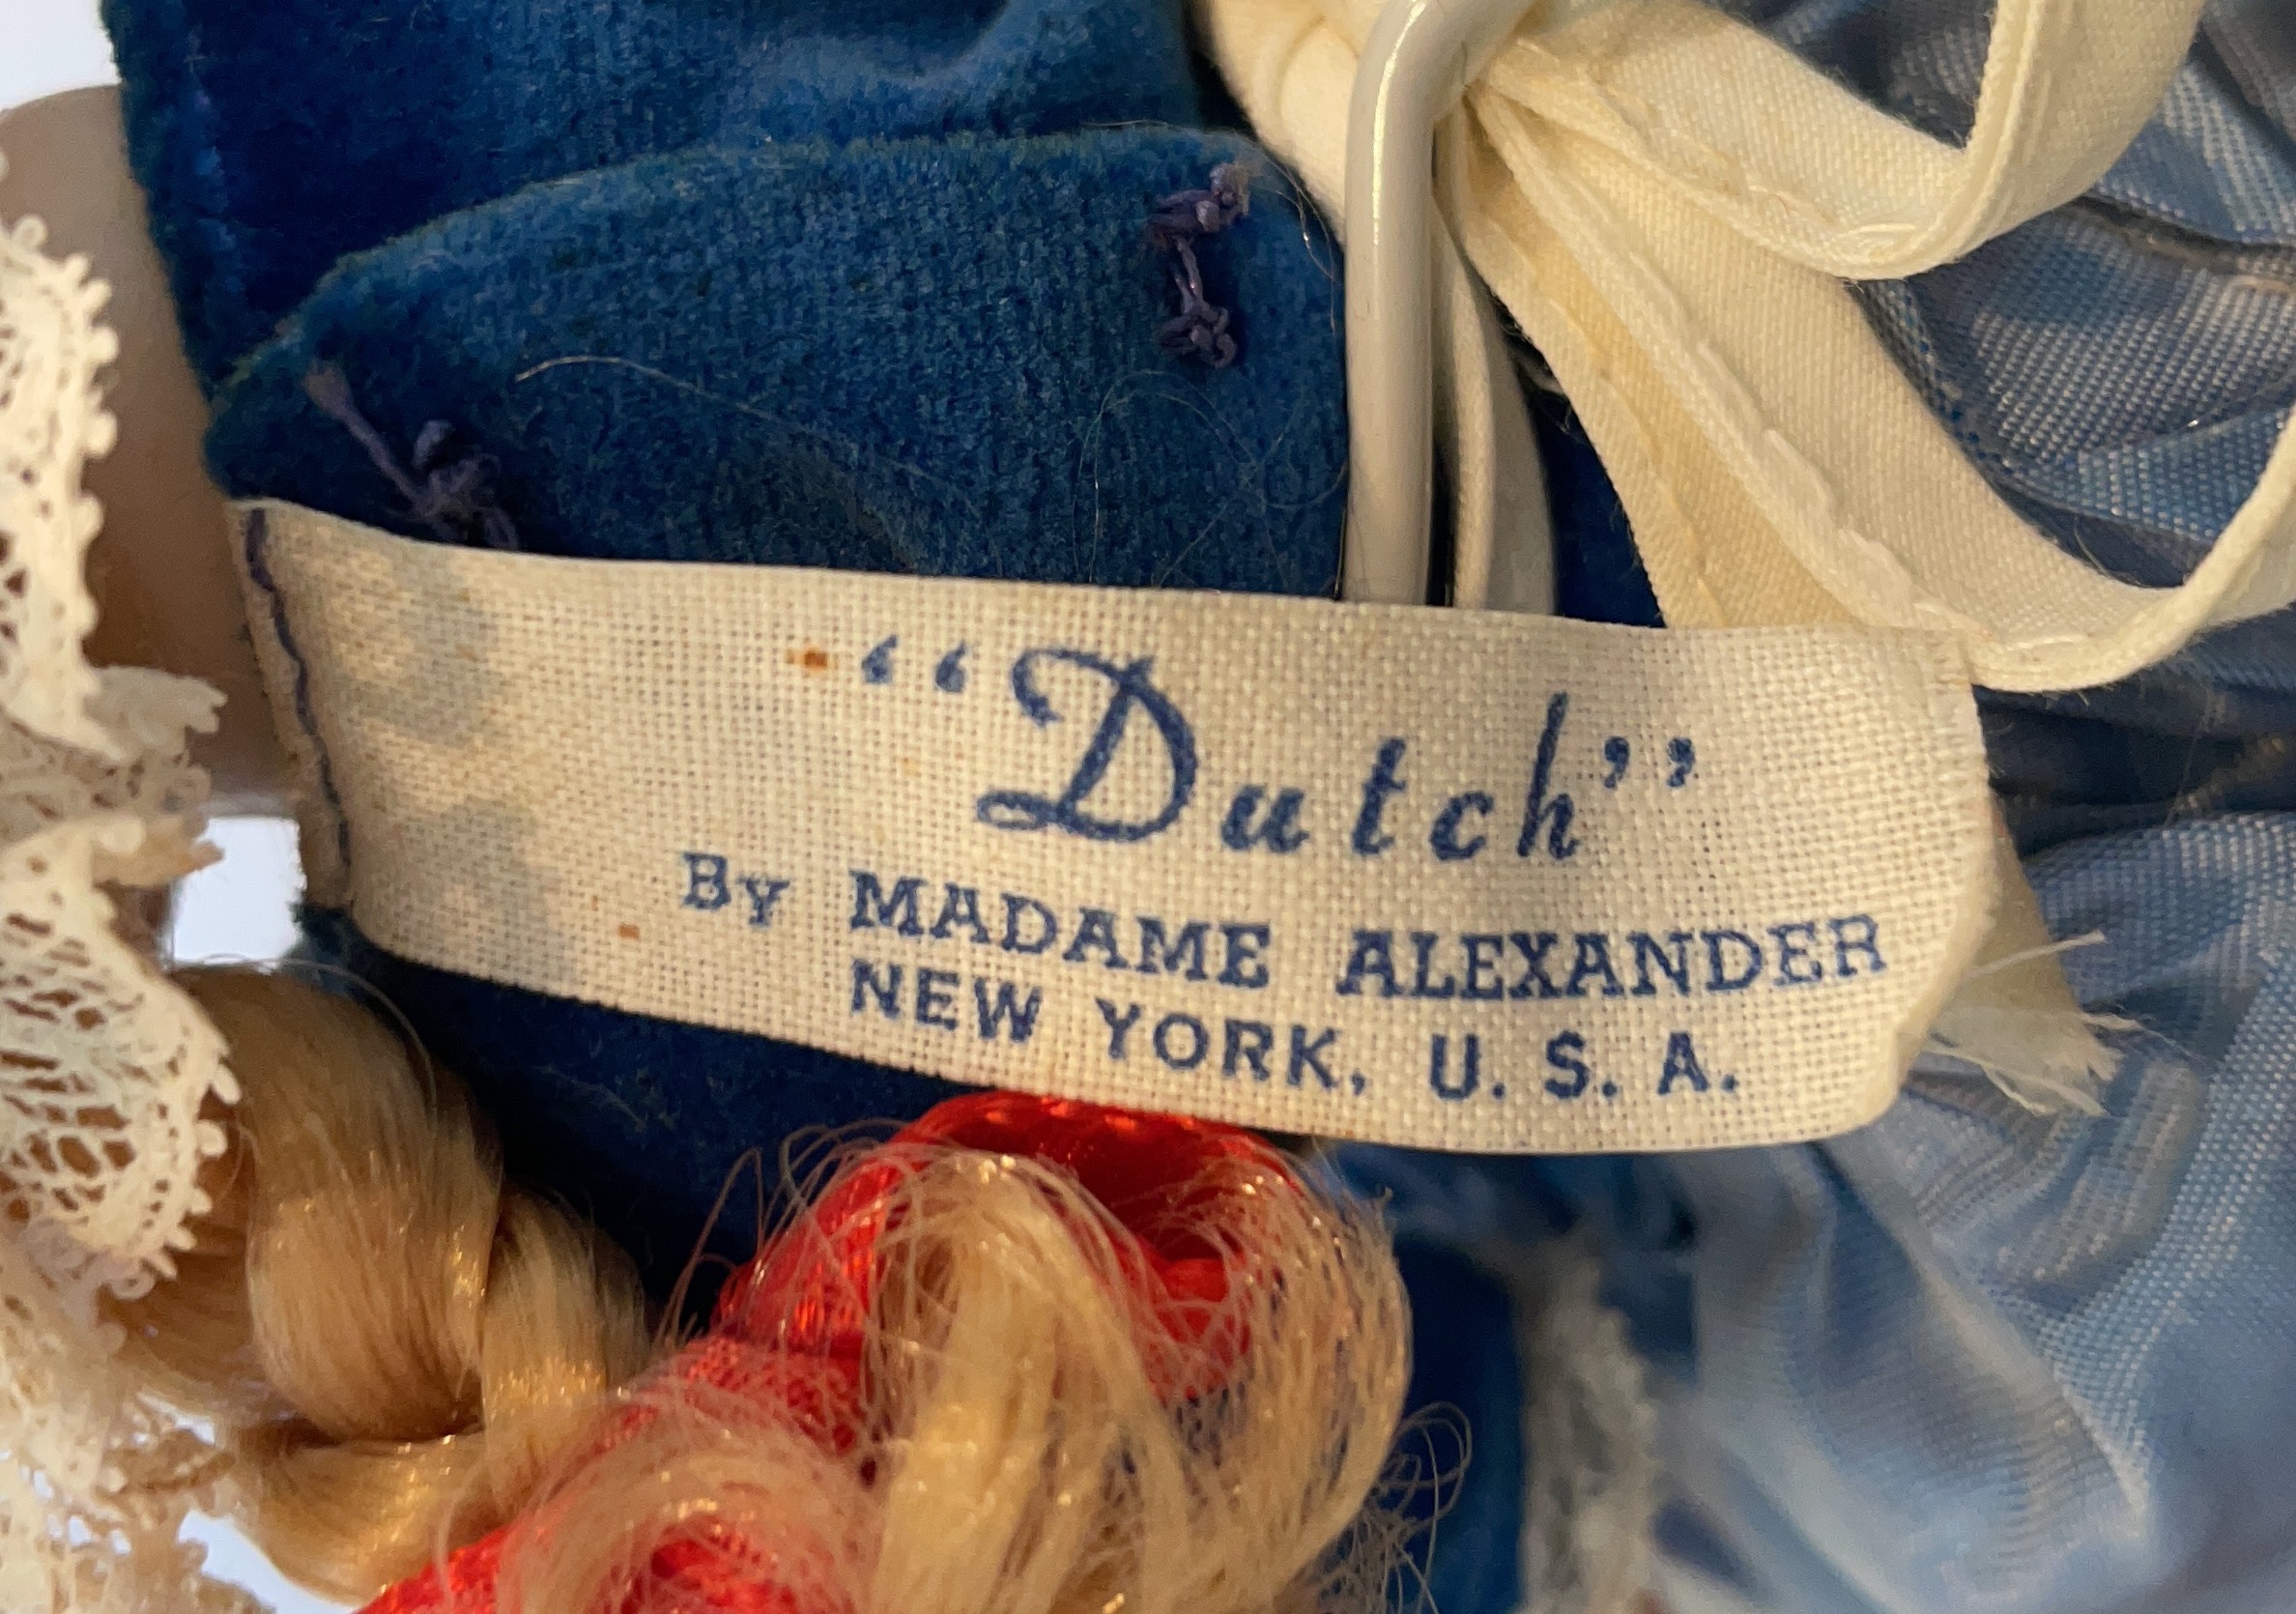 “Dutch”
By MADAME ALEXANDER
NEW YORK, U. S. A.